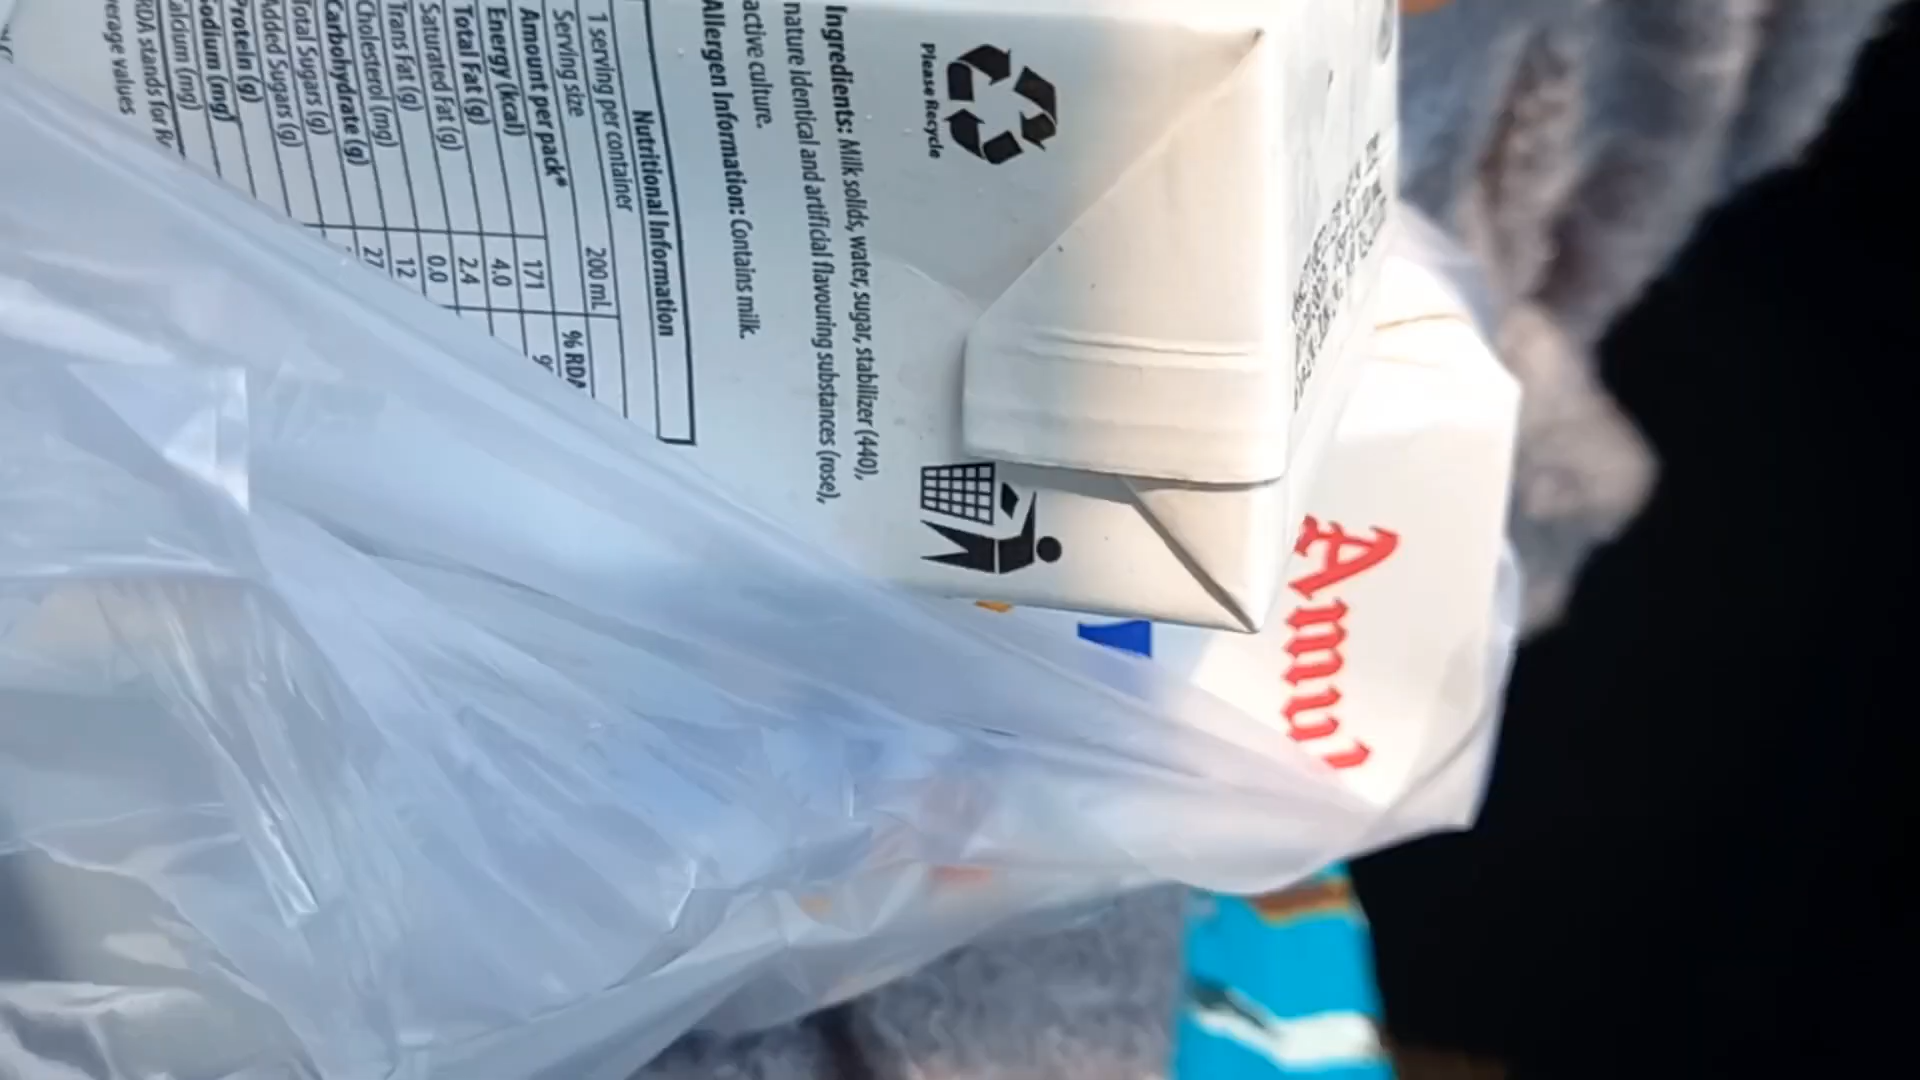 Please Recycle
Ingredients: Milk solids, water, sugar, stabilizer (440),
nature identical and artificial flavouring substances (rose),
active culture.
Allergen Information: Contains milk.
Nutritional Information
1 serving per container
Serving size 200 mL
Amount per pack* % RDA
Energy (kcal) 171
Total Fat (g) 4.0
Saturated Fat (g) 2.4
Trans Fat (g) 0.0
Cholesterol (mg) 12
Carbohydrate (g) 27
Total Sugars (g)
Added Sugars (g)
Protein (g)
Sodium (mg)
Calcium (mg)
RDA stands for
values
Amul